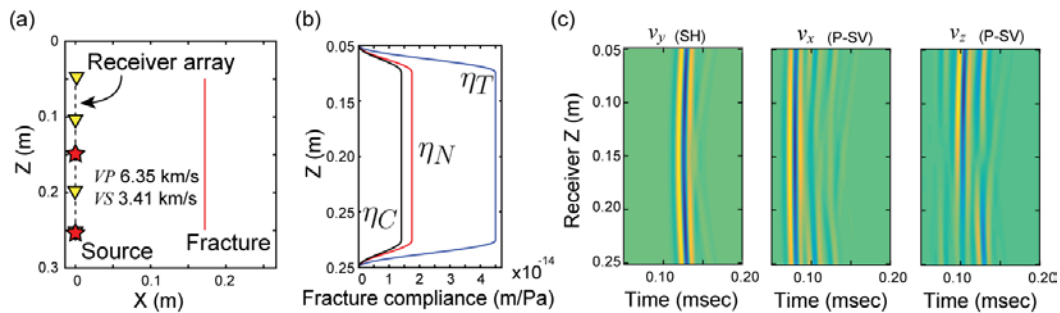 (a)
0
0.1
0.2
0.3
Z (m)
Receiver array
VP 6.35 km/s
VS 3.41 km/s
Source
Fracture
0
0.1
0.2
X (m)
(b)
0.05
0.10
0.15
0.20
0.25
Z (m)
ηT
ηN
ηC
0
1
2
3
4
×10⁻¹⁴
Fracture compliance (m/Pa)
(c)
vy (SH)
vx (P-SV)
vz (P-SV)
0.05
0.10
0.15
0.20
0.25
Receiver Z (m)
0.10
0.20
0.10
0.20
0.10
0.20
Time (msec)
Time (msec)
Time (msec)